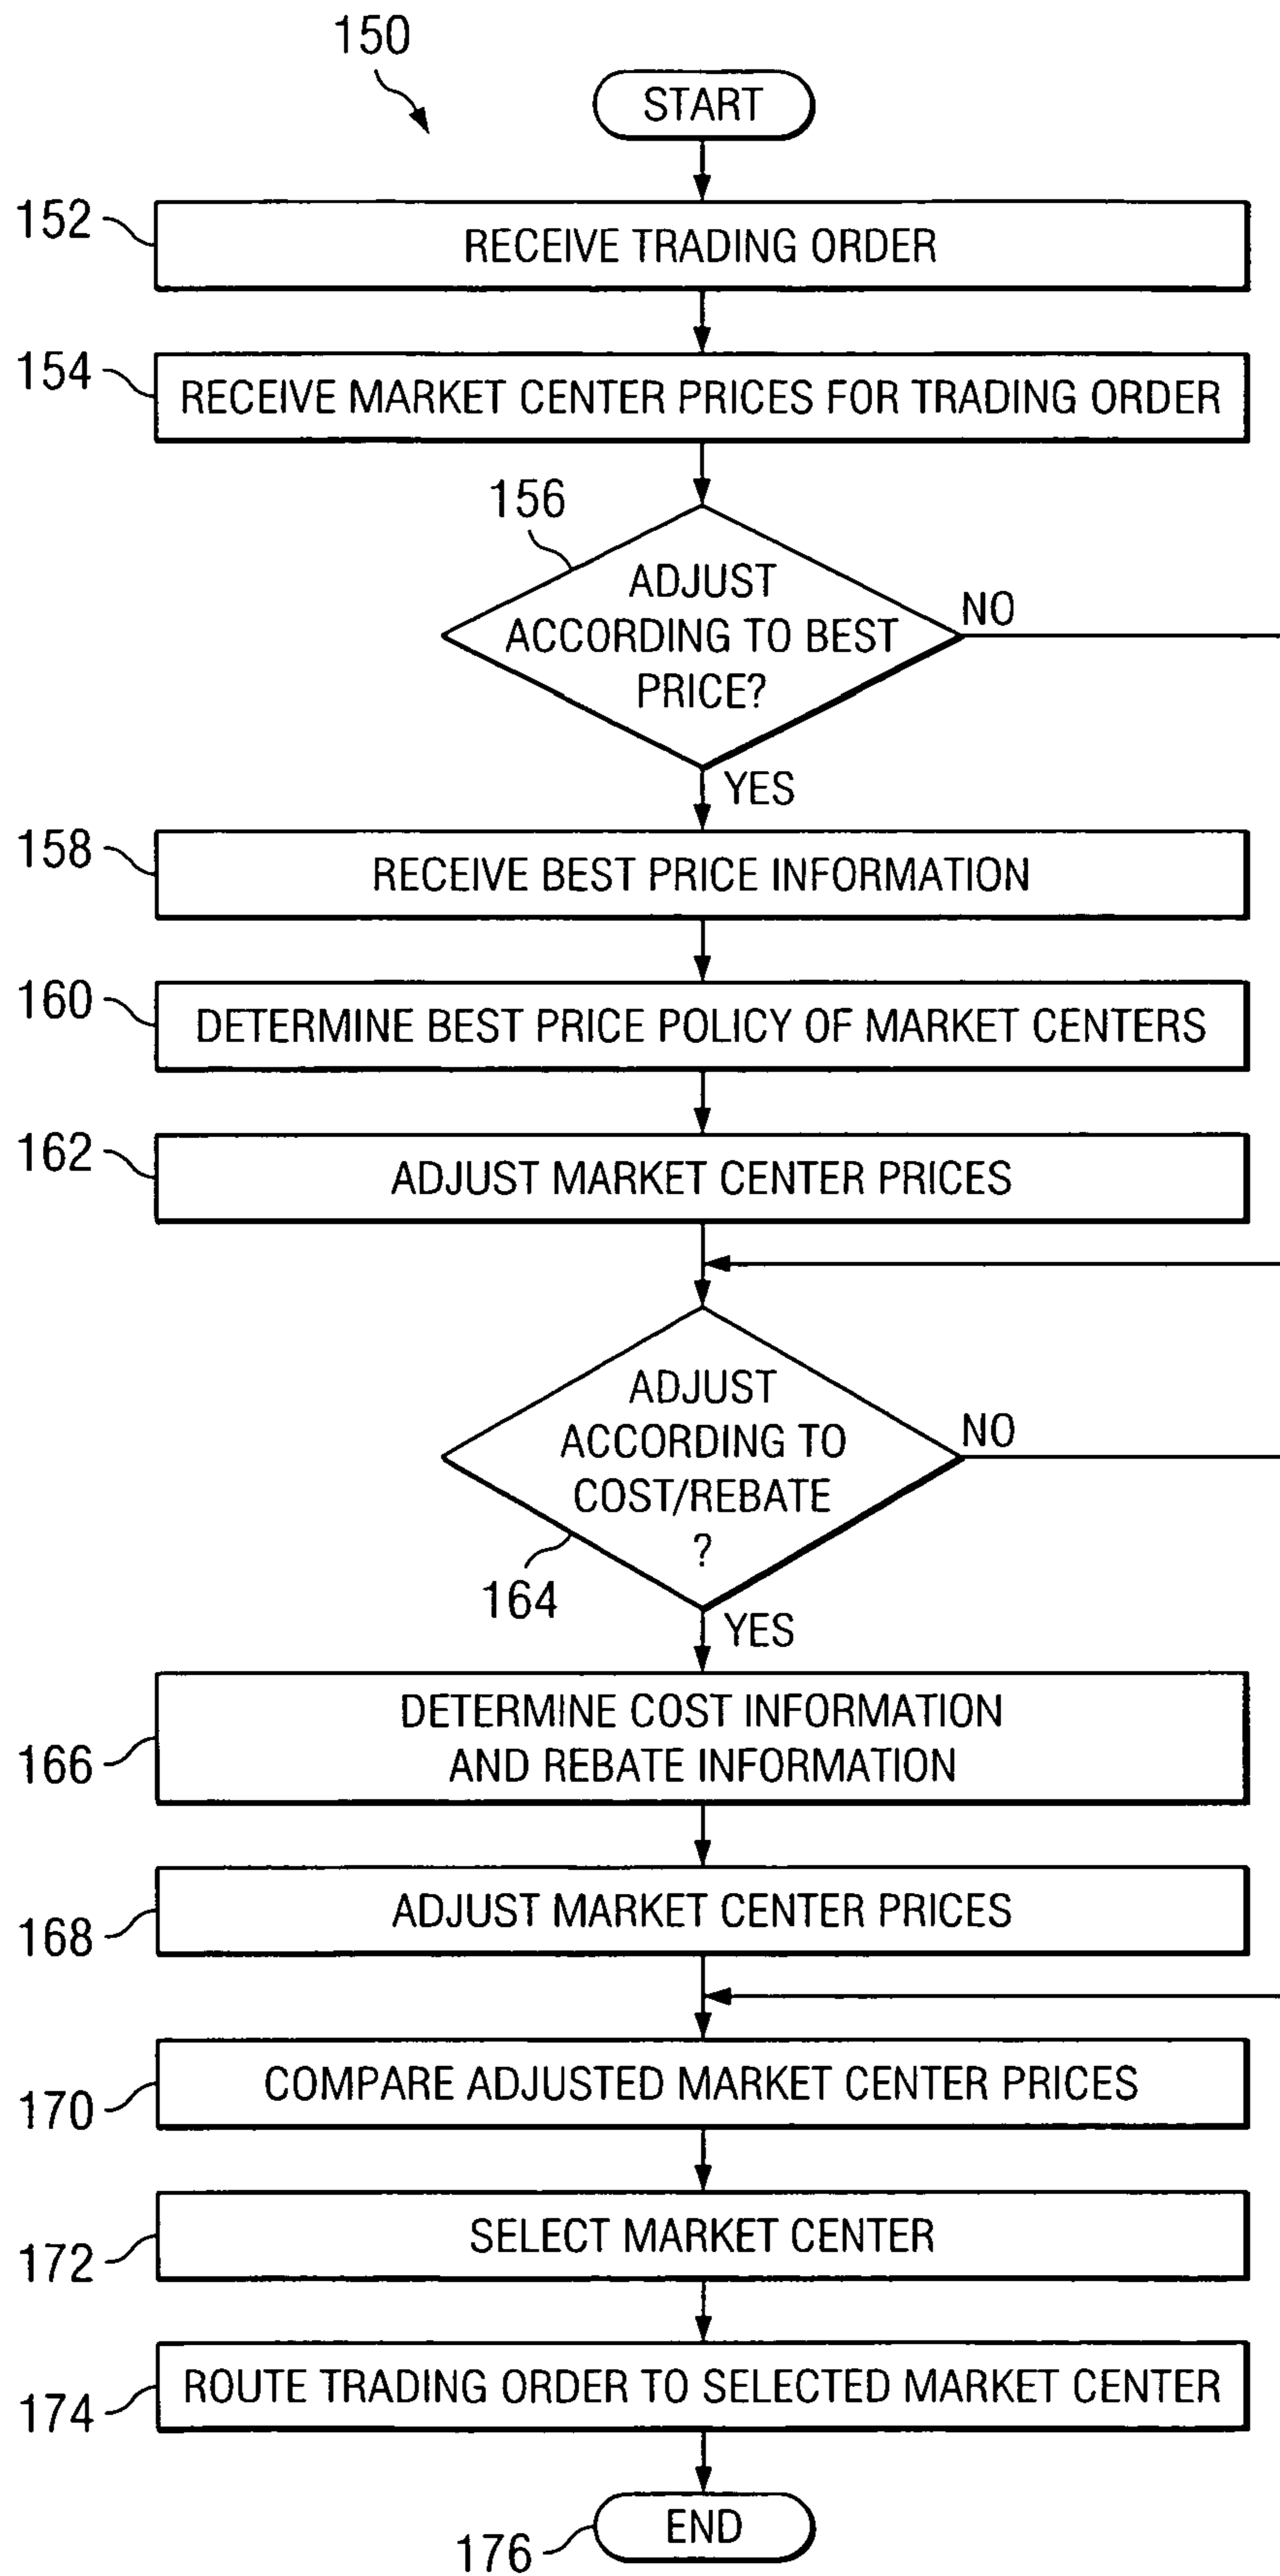 150
START
152
RECEIVE TRADING ORDER
154
RECEIVE MARKET CENTER PRICES FOR TRADING ORDER
156
ADJUST
ACCORDING TO BEST
PRICE?
NO
YES
158
RECEIVE BEST PRICE INFORMATION
160
DETERMINE BEST PRICE POLICY OF MARKET CENTERS
162
ADJUST MARKET CENTER PRICES
ADJUST
ACCORDING TO
COST/REBATE
?
NO
164
YES
DETERMINE COST INFORMATION
AND REBATE INFORMATION
166
ADJUST MARKET CENTER PRICES
168
COMPARE ADJUSTED MARKET CENTER PRICES
170
SELECT MARKET CENTER
172
ROUTE TRADING ORDER TO SELECTED MARKET CENTER
174
END
176